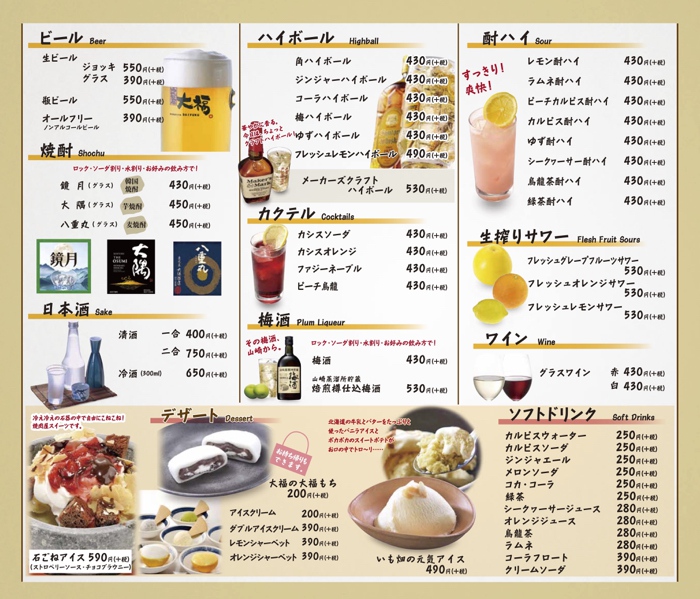 ビール Beer
生ビール
ジョッキ 550円(+税)
グラス 390円(+税)
瓶ビール 550円(+税)
オールフリー 390円(+税)
ノンアルコールビール
大福。
焼酎 Shochu
ロック・ソーダ割り・水割り・お好みの飲み方で!
鏡月(グラス) 韓国焼酎 430円(+税)
大隅(グラス) 芋焼酎 450円(+税)
八重丸(グラス) 麦焼酎 450円(+税)
鏡月
大隅
八重丸
日本酒 Sake
清酒 一合 400円(+税)
二合 750円(+税)
冷酒(300ml) 650円(+税)
ハイボール Highball
角ハイボール 430円(+税)
ジンジャーハイボール 430円(+税)
コーラハイボール 430円(+税)
梅ハイボール 430円(+税)
ゆずハイボール 430円(+税)
フレッシュレモンハイボール 490円(+税)
Maker's Mark
メーカーズクラフト
ハイボール 530円(+税)
カクテル Cocktails
カシスソーダ 430円(+税)
カシスオレンジ 430円(+税)
ファジーネーブル 430円(+税)
ピーチ烏龍 430円(+税)
梅酒 Plum Liqueur
その梅酒、
山崎から。
ロック・ソーダ割り・水割り・お好みの飲み方で!
梅酒 430円(+税)
山崎蒸溜所貯蔵
焙煎樽仕込梅酒 530円(+税)
酎ハイ Sour
すっきり!
爽快!
レモン酎ハイ 430円(+税)
ラムネ酎ハイ 430円(+税)
ピーチカルピス酎ハイ 430円(+税)
カルピス酎ハイ 430円(+税)
ゆず酎ハイ 430円(+税)
シークヮーサー酎ハイ 430円(+税)
烏龍茶酎ハイ 430円(+税)
緑茶酎ハイ 430円(+税)
生搾りサワー Flesh Fruit Sours
フレッシュグレープフルーツサワー
530円(+税)
フレッシュオレンジサワー
530円(+税)
フレッシュレモンサワー
530円(+税)
ワイン Wine
グラスワイン 赤 430円(+税)
白 430円(+税)
デザート Dessert
冷え冷えの石器の中で自由にこねこね!
焼肉屋スイーツです。
石ごねアイス 590円(+税)
(ストロベリーソース・チョコブラウニー)
お持ち帰りもできます。
大福の大福もち
200円(+税)
アイスクリーム 200円(+税)
ダブルアイスクリーム 390円(+税)
レモンシャーベット 390円(+税)
オレンジシャーベット 390円(+税)
北海道の牛乳とバターをたっぷりと
使ったバニラアイスと
ポカポカのスイートポテトが
お口の中でトロ~リ……
いも畑の元気アイス
490円(+税)
ソフトドリンク Soft Drinks
カルピスウォーター 250円(+税)
カルピスソーダ 250円(+税)
ジンジャエール 250円(+税)
メロンソーダ 250円(+税)
コカ・コーラ 250円(+税)
緑茶 250円(+税)
シークヮーサージュース 280円(+税)
オレンジジュース 280円(+税)
烏龍茶 280円(+税)
ラムネ 280円(+税)
コーラフロート 390円(+税)
クリームソーダ 390円(+税)